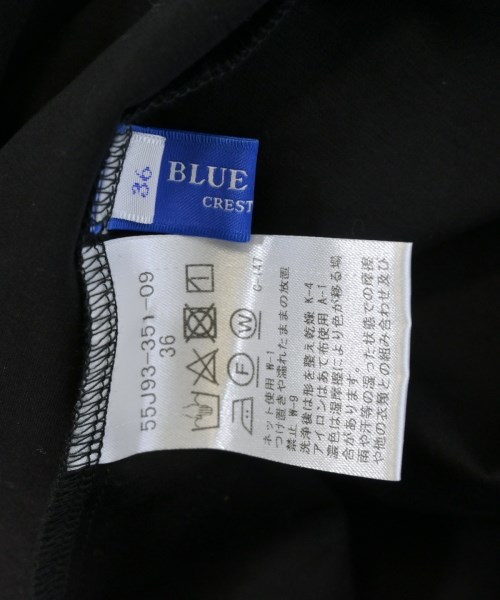 36
BLUE
CREST
55J93-351-09
36
C-147
ネット使用 W-1
つけ置きや濡れたままの放置
禁止 W-9
洗浄後は形を整え乾燥 K-4
アイロンはあて布使用 A-1
濃色は湿摩擦により色が移る場
合があります。
雨や汗等の湿った状態での摩擦
や他の衣類との組み合わせ及び